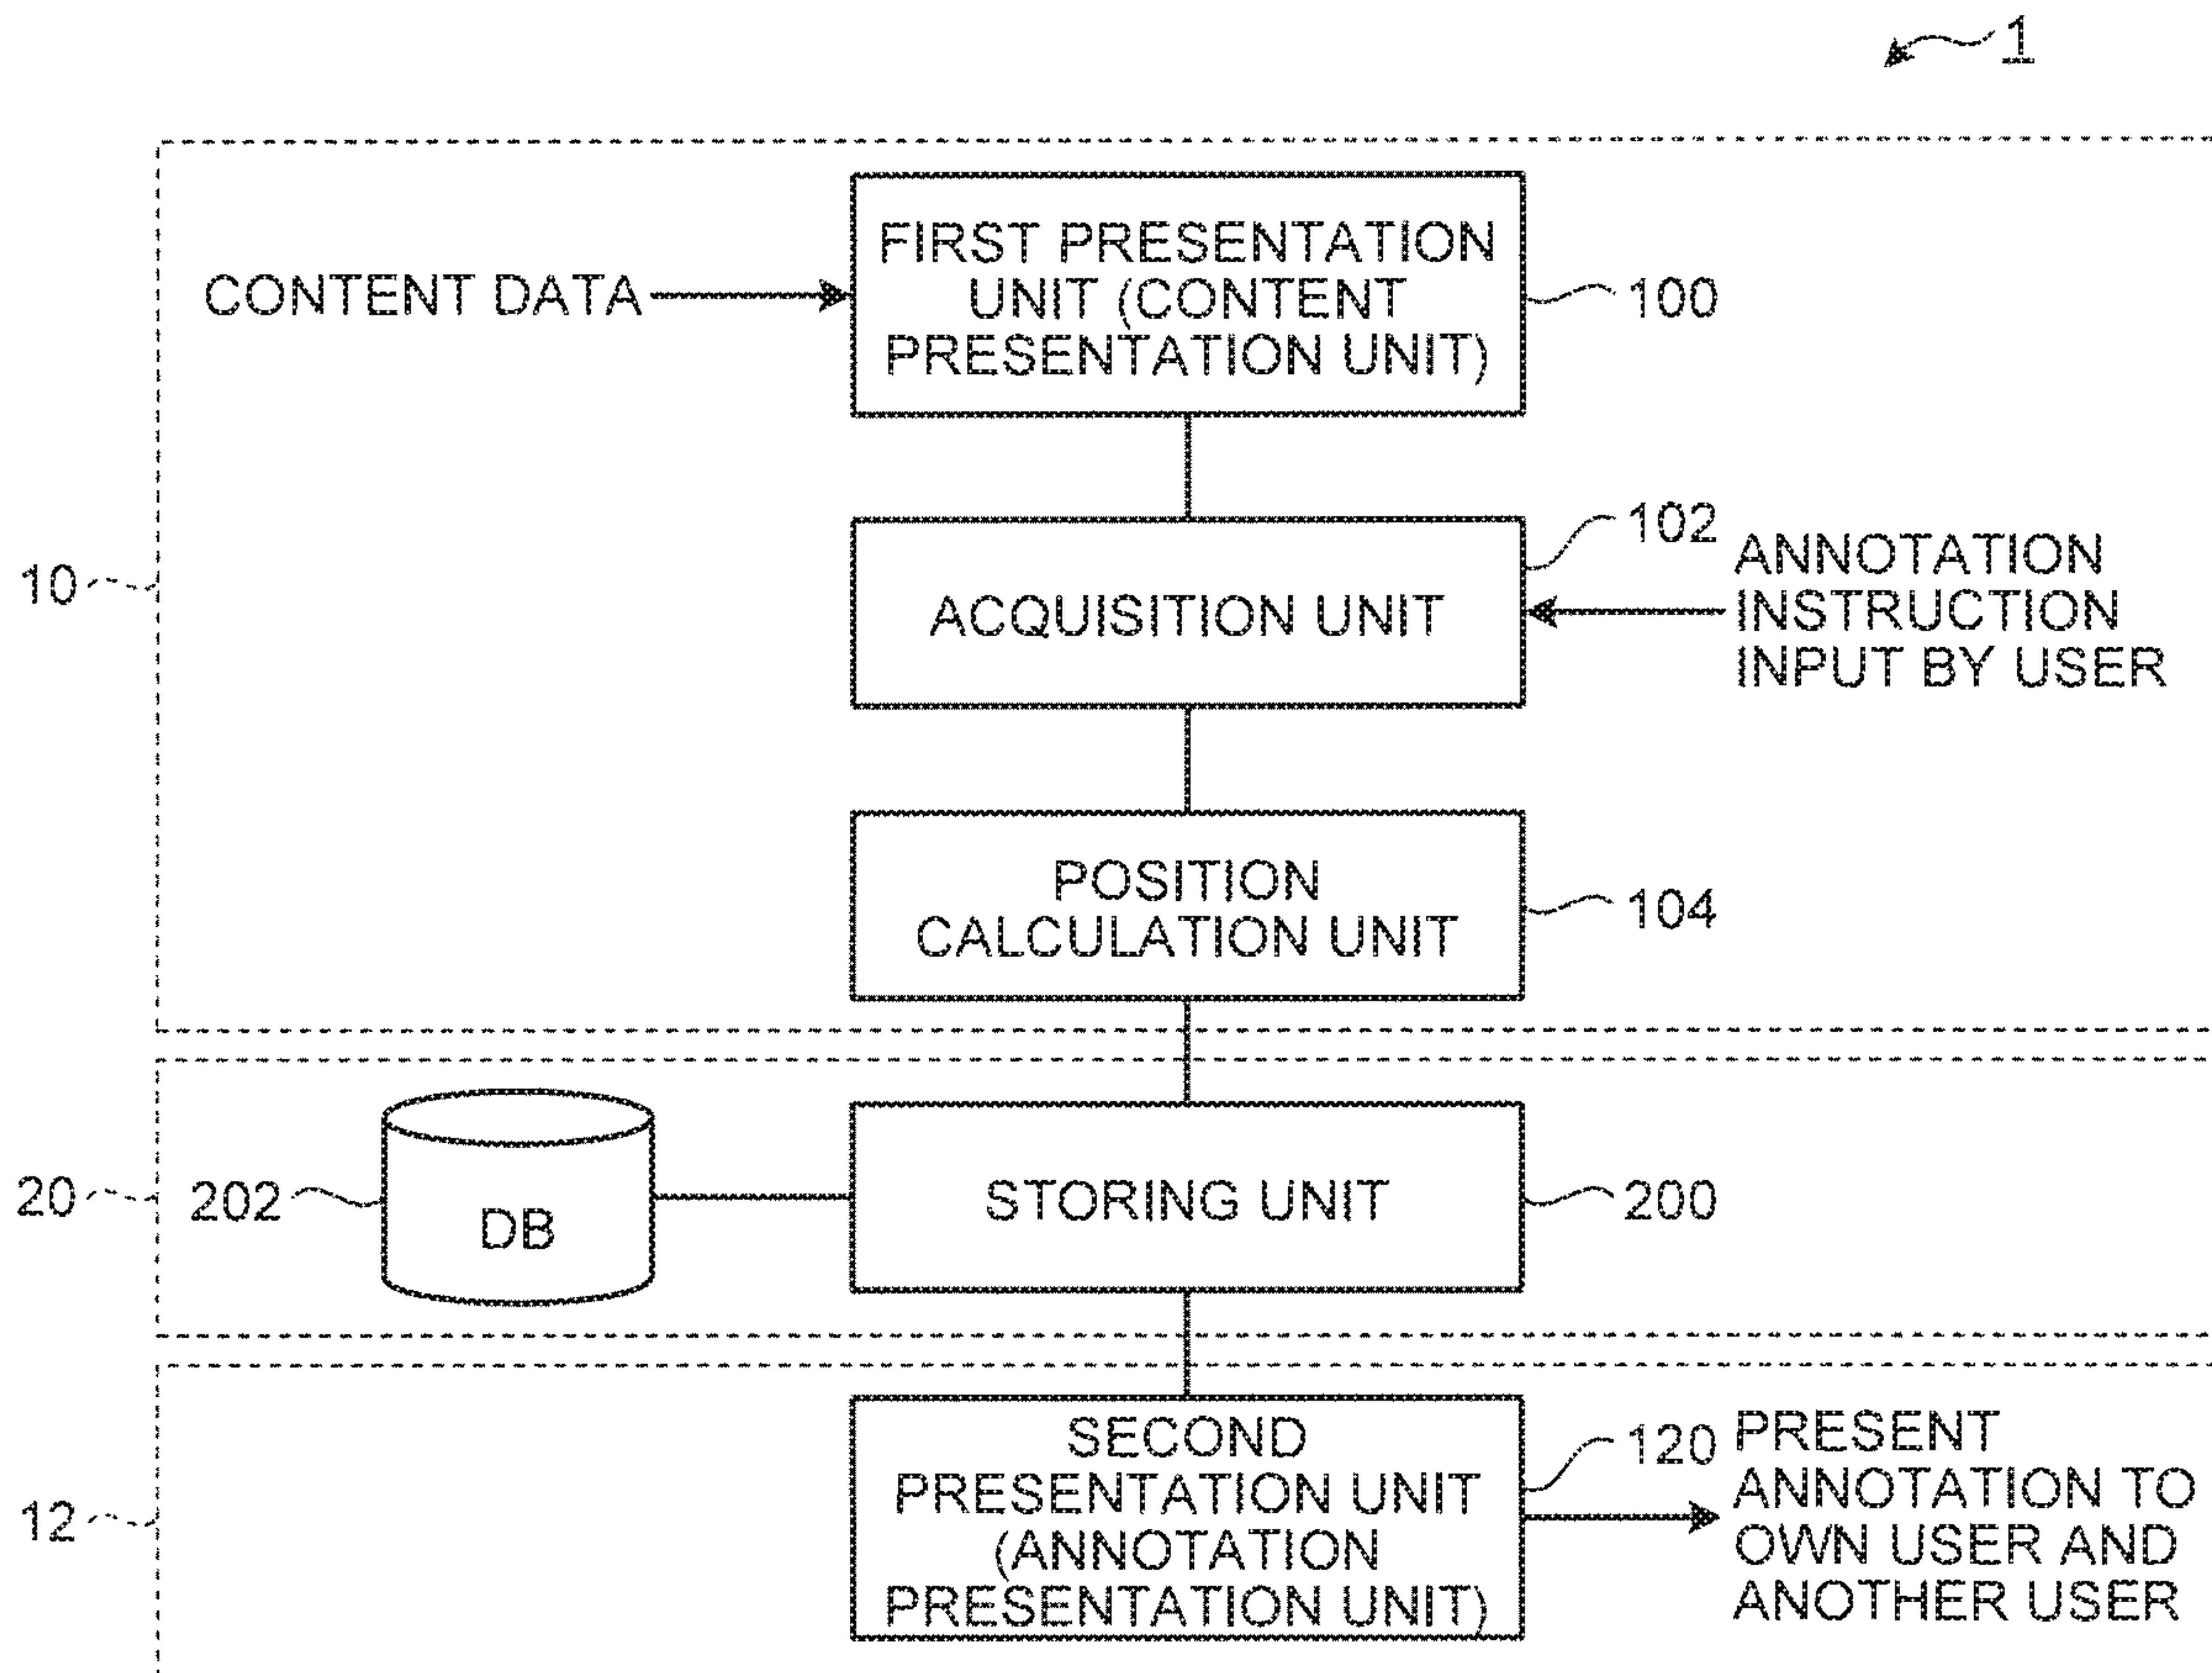 1
FIRST PRESENTATION
UNIT (CONTENT
PRESENTATION UNIT)
CONTENT DATA
100
102
ANNOTATION
INSTRUCTION
INPUT BY USER
10
ACQUISITION UNIT
POSITION
CALCULATION UNIT
104
20
202
DB
STORING UNIT
200
12
SECOND
PRESENTATION UNIT
(ANNOTATION
PRESENTATION UNIT)
120
PRESENT
ANNOTATION TO
OWN USER AND
ANOTHER USER